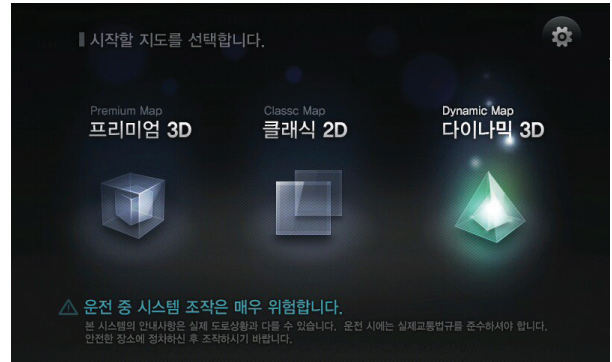 시작할 지도를 선택합니다.
Premium Map
프리미엄 3D
Classc Map
클래식 2D
Dynamic Map
다이나믹 3D
운전 중 시스템 조작은 매우 위험합니다.
본 시스템의 안내사항은 실제 도로상황과 다를 수 있습니다. 운전 시에는 실제교통법규를 준수하셔야 합니다.
안전한 장소에 정차하신 후 조작하시기 바랍니다.